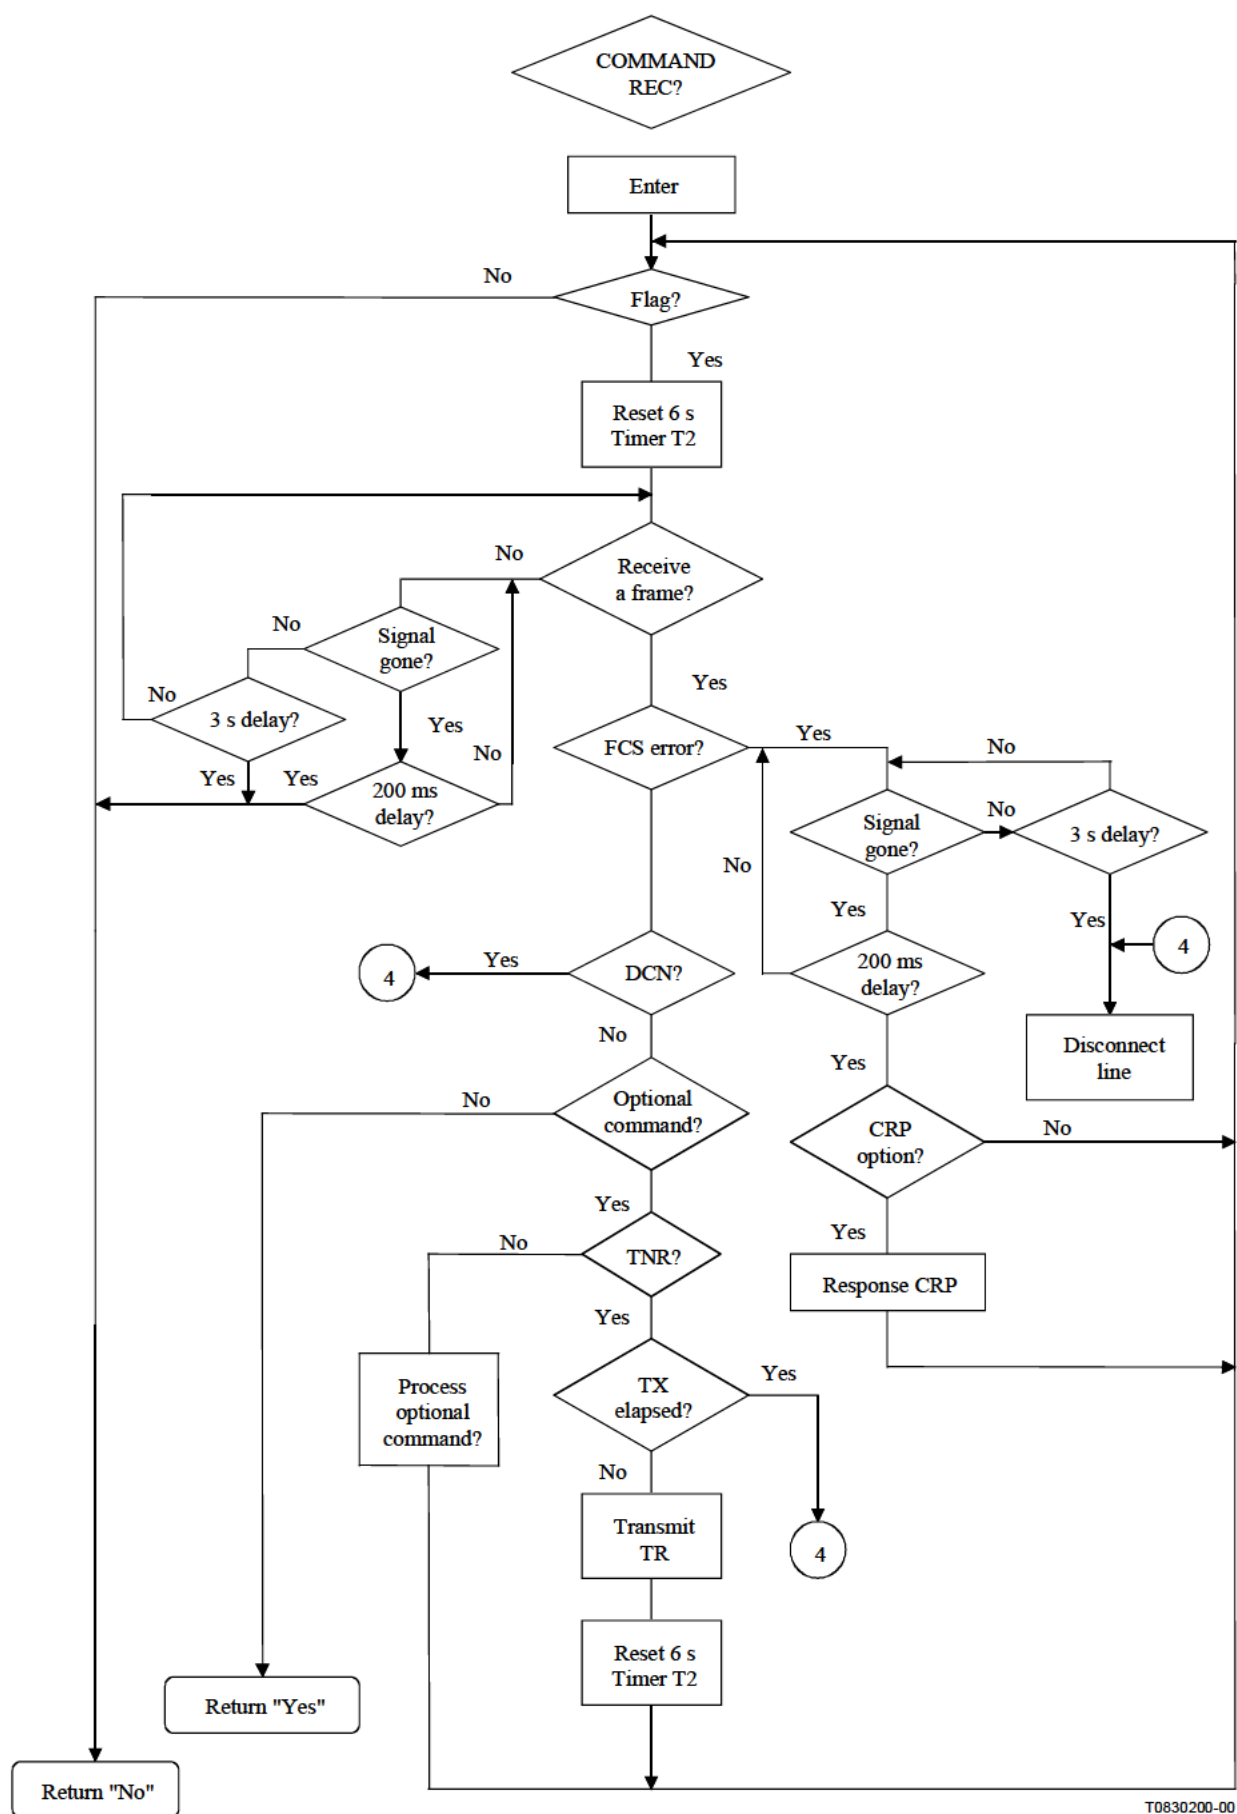 COMMAND
REC?
Enter
No
Flag?
Yes
Reset 6 s
Timer T2
No
Receive
a frame?
No
Signal
gone?
Yes
No
3 s delay?
Yes
No
FCS error?
Yes
No
Yes
Yes
200 ms
delay?
Signal
gone?
No
3 s delay?
No
Yes
Yes
4
4
Yes
DCN?
200 ms
delay?
No
Yes
Disconnect
line
No
Optional
command?
CRP
option?
No
Yes
Yes
No
TNR?
Response CRP
Yes
Process
optional
command?
TX
elapsed?
Yes
No
Transmit
TR
4
Reset 6 s
Timer T2
Return "Yes"
Return "No"
T0830200-00